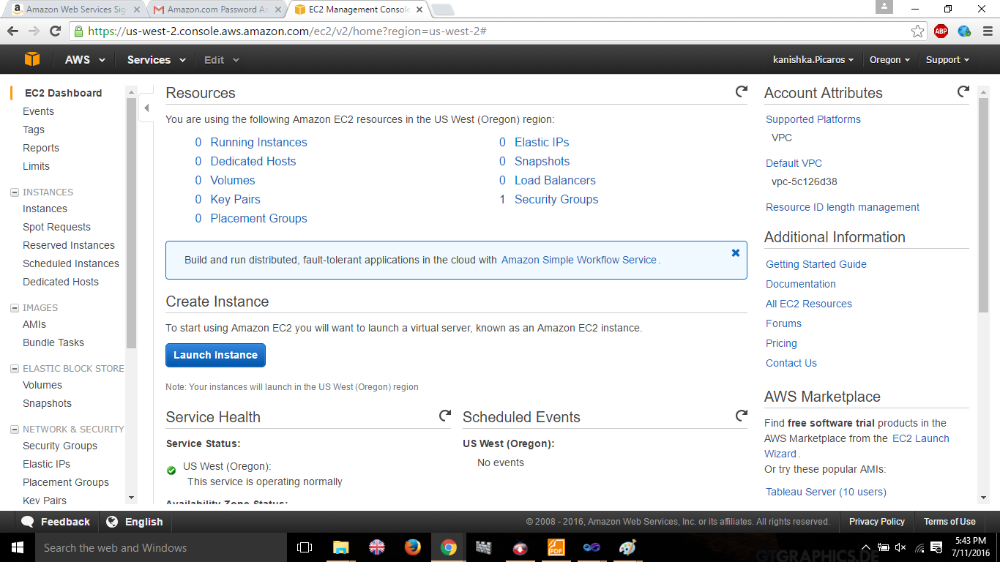 Amazon Web Services Sig
Amazon.com Password As
EC2 Management Console
https://us-west-2.console.aws.amazon.com/ec2/v2/home?region=us-west-2#
ABP
AWS Services Edit kanishka.Picaros Oregon Support
EC2 Dashboard
Events
Tags
Reports
Limits
INSTANCES
Instances
Spot Requests
Reserved Instances
Scheduled Instances
Dedicated Hosts
IMAGES
AMIs
Bundle Tasks
ELASTIC BLOCK STORE
Volumes
Snapshots
NETWORK & SECURITY
Security Groups
Elastic IPs
Placement Groups
Key Pairs
Resources
You are using the following Amazon EC2 resources in the US West (Oregon) region:
0 Running Instances
0 Dedicated Hosts
0 Volumes
0 Key Pairs
0 Placement Groups
0 Elastic IPs
0 Snapshots
0 Load Balancers
1 Security Groups
Build and run distributed, fault-tolerant applications in the cloud with Amazon Simple Workflow Service.
Create Instance
To start using Amazon EC2 you will want to launch a virtual server, known as an Amazon EC2 instance.
Launch Instance
Note: Your instances will launch in the US West (Oregon) region
Service Health
Service Status:
US West (Oregon):
This service is operating normally
Availability Zone Status:
Scheduled Events
US West (Oregon):
No events
Account Attributes
Supported Platforms
VPC
Default VPC
vpc-5c126d38
Resource ID length management
Additional Information
Getting Started Guide
Documentation
All EC2 Resources
Forums
Pricing
Contact Us
AWS Marketplace
Find free software trial products in the
AWS Marketplace from the EC2 Launch
Wizard.
Or try these popular AMIs:
Tableau Server (10 users)
Feedback English © 2008 - 2016, Amazon Web Services, Inc. or its affiliates. All rights reserved. Privacy Policy Terms of Use
Search the web and Windows
PDF
5:43 PM
7/11/2016
GTGRAPHICS.DE